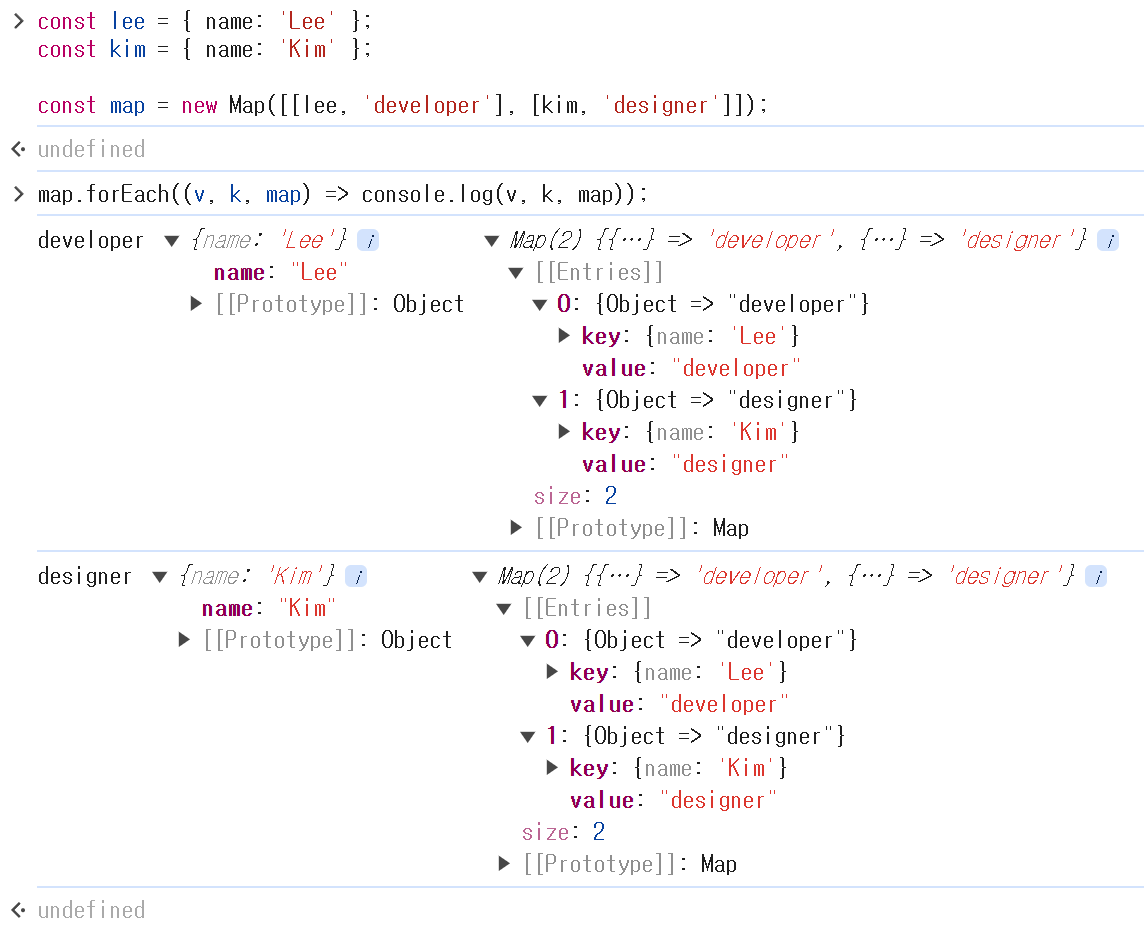 > const lee = { name: 'Lee' };
const kim = { name: 'Kim' };
const map = new Map([[lee, 'developer'], [kim, 'designer']]);
undefined
> map.forEach((v, k, map) => console.log(v, k, map));
developer ▼ {name: 'Lee'} i ▼ Map(2) {{…} => 'developer', {…} => 'designer'} i
name: "Lee" ▼ [[Entries]]
▶ [[Prototype]]: Object ▼ 0: {Object => "developer"}
▶ key: {name: 'Lee'}
value: "developer"
▼ 1: {Object => "designer"}
▶ key: {name: 'Kim'}
value: "designer"
size: 2
▶ [[Prototype]]: Map
designer ▼ {name: 'Kim'} i ▼ Map(2) {{…} => 'developer', {…} => 'designer'} i
name: "Kim" ▼ [[Entries]]
▶ [[Prototype]]: Object ▼ 0: {Object => "developer"}
▶ key: {name: 'Lee'}
value: "developer"
▼ 1: {Object => "designer"}
▶ key: {name: 'Kim'}
value: "designer"
size: 2
▶ [[Prototype]]: Map
undefined